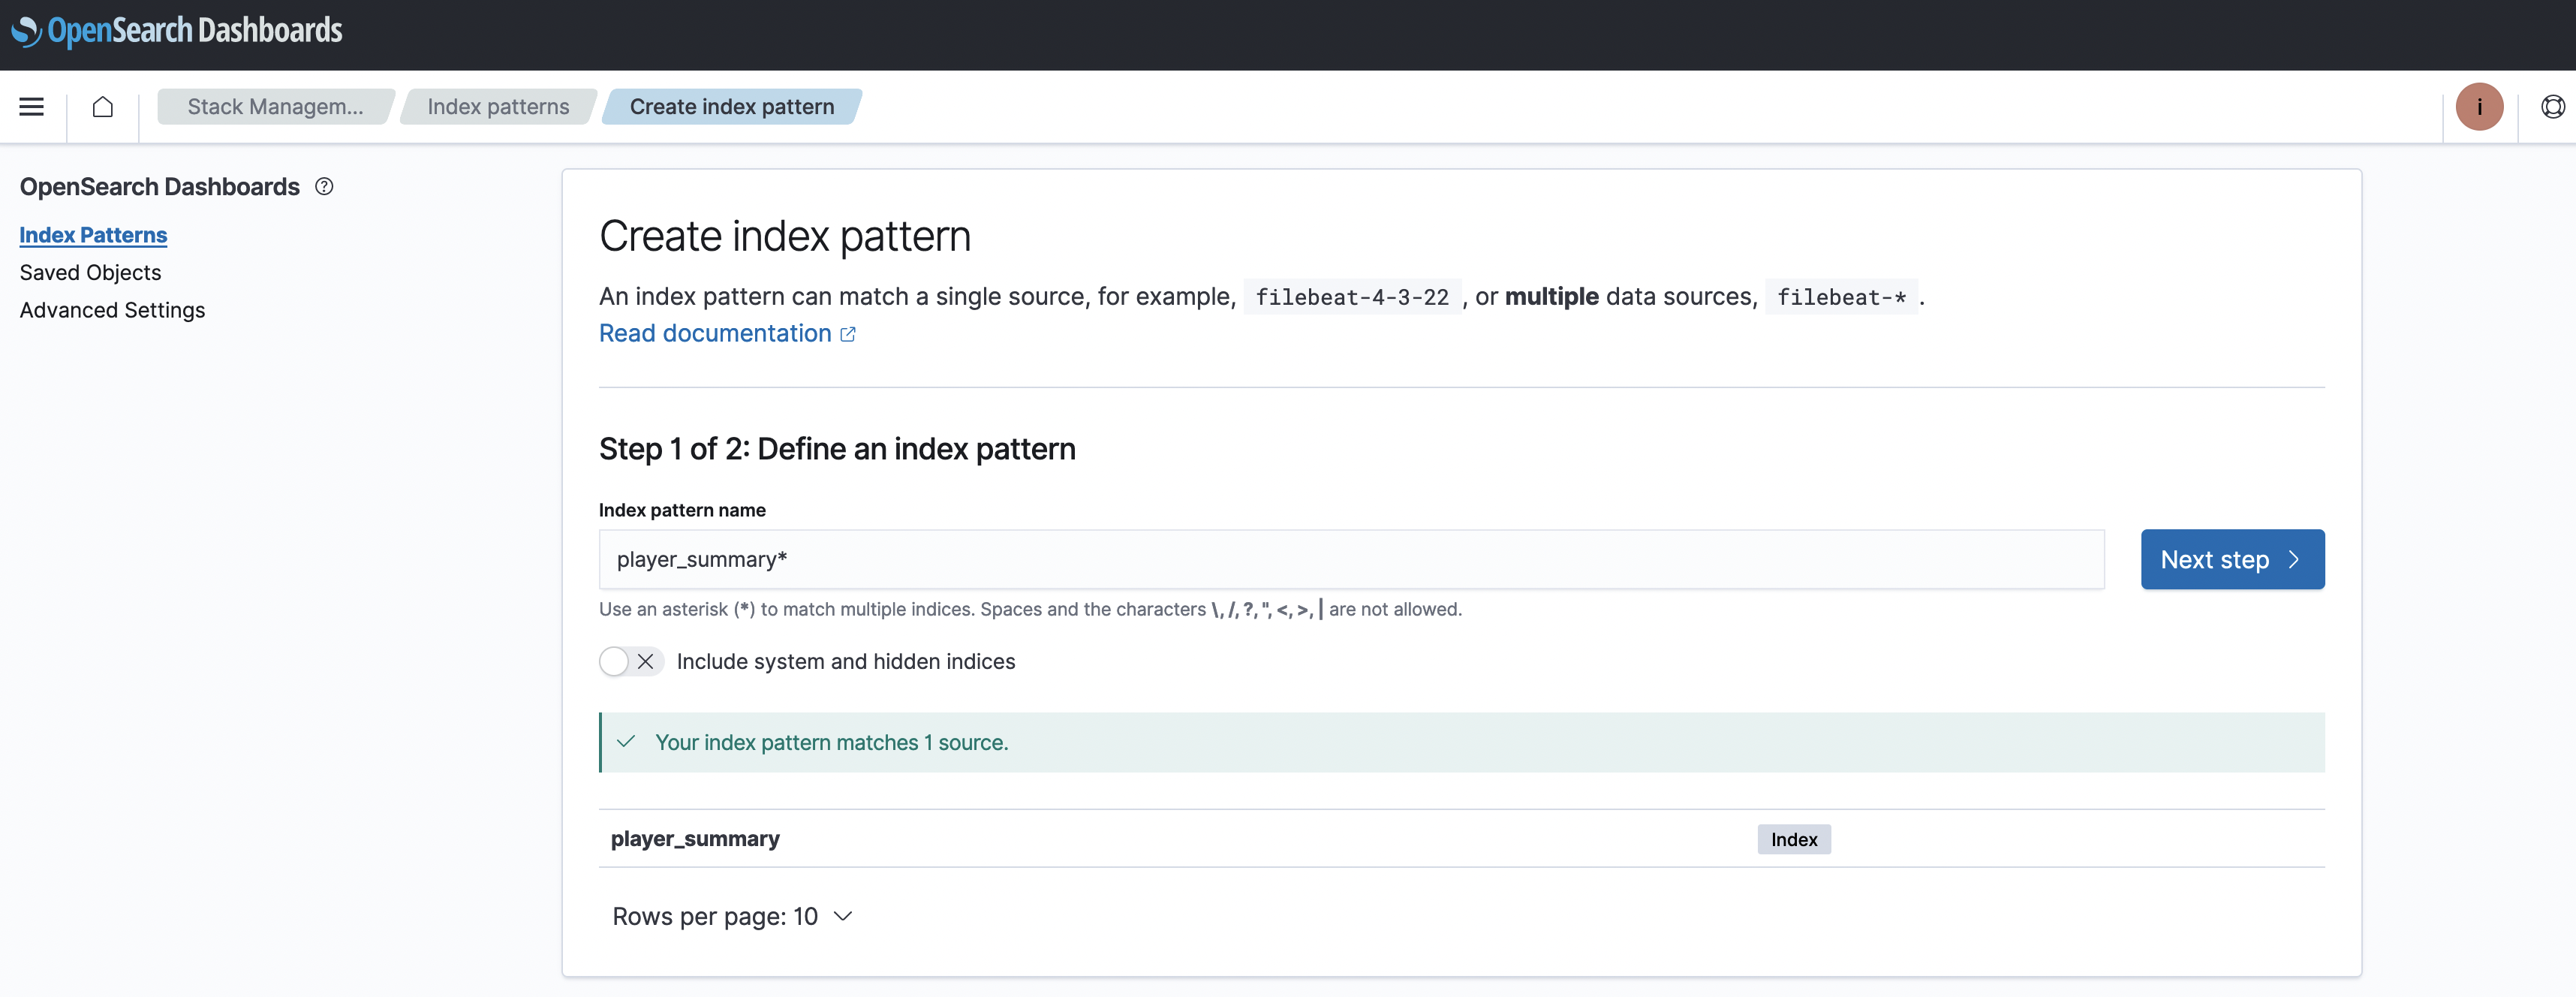 OpenSearch Dashboards
Stack Managem...
Index patterns
Create index pattern
i
OpenSearch Dashboards
Index Patterns
Saved Objects
Advanced Settings
Create index pattern
An index pattern can match a single source, for example, filebeat-4-3-22 , or multiple data sources, filebeat-* .
Read documentation
Step 1 of 2: Define an index pattern
Index pattern name
player_summary*
Next step
Use an asterisk (*) to match multiple indices. Spaces and the characters \, /, ?, ", <, >, | are not allowed.
Include system and hidden indices
Your index pattern matches 1 source.
player_summary
Index
Rows per page: 10